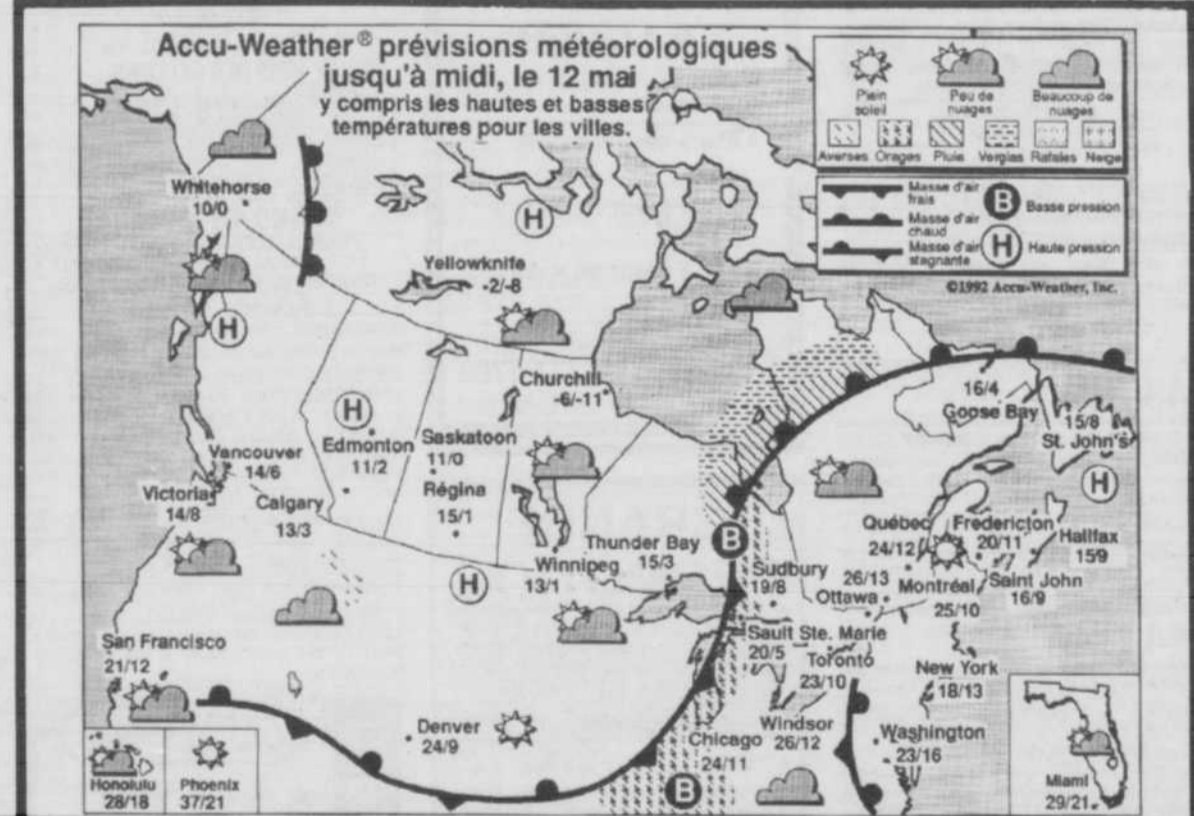 Accu-Weather® prévisions météorologiques
jusqu'à midi, le 12 mai
y compris les hautes et basses
températures pour les villes.
Plein
soleil
Peu de
nuages
Beaucoup de
nuages
Averses Orages Pluie Verglas Rafales Neige
Masse d'air
frais
Masse d'air
chaud
Masse d'air
stagnante
B Basse pression
H Haute pression
©1992 Accu-Weather, Inc.
Whitehorse
10/0
H
Yellowknife
-2/-8
H
Churchill
-6/-11
16/4
Goose Bay
15/8
St. John's
H
H
Edmonton
11/2
Saskatoon
11/0
Régina
15/1
Vancouver
14/6
Victoria
14/8
Calgary
13/3
Winnipeg
13/1
H
Thunder Bay
15/3
B
Sudbury
19/8
26/13
Ottawa
Québec
24/12
Montréal
25/10
Fredericton
20/11
Halifax
15/9
Saint John
16/9
Sault Ste. Marie
20/5
Toronto
23/10
New York
18/13
San Francisco
21/12
Denver
24/9
Chicago
24/11
Windsor
26/12
Washington
23/16
B
Honolulu
28/18
Phoenix
37/21
Miami
29/21